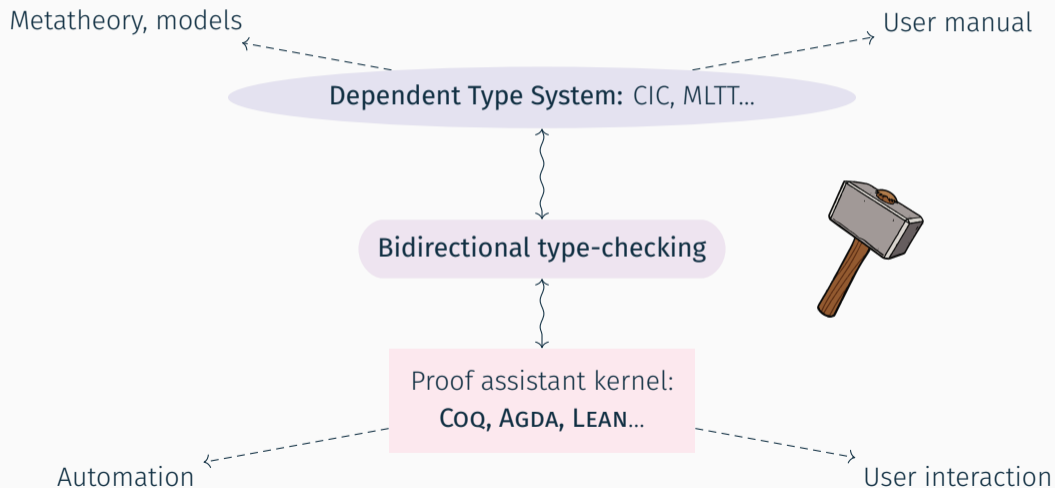 Metatheory, models
User manual
Dependent Type System: CIC, MLTT...
Bidirectional type-checking
Proof assistant kernel:
COQ, AGDA, LEAN...
Automation
User interaction